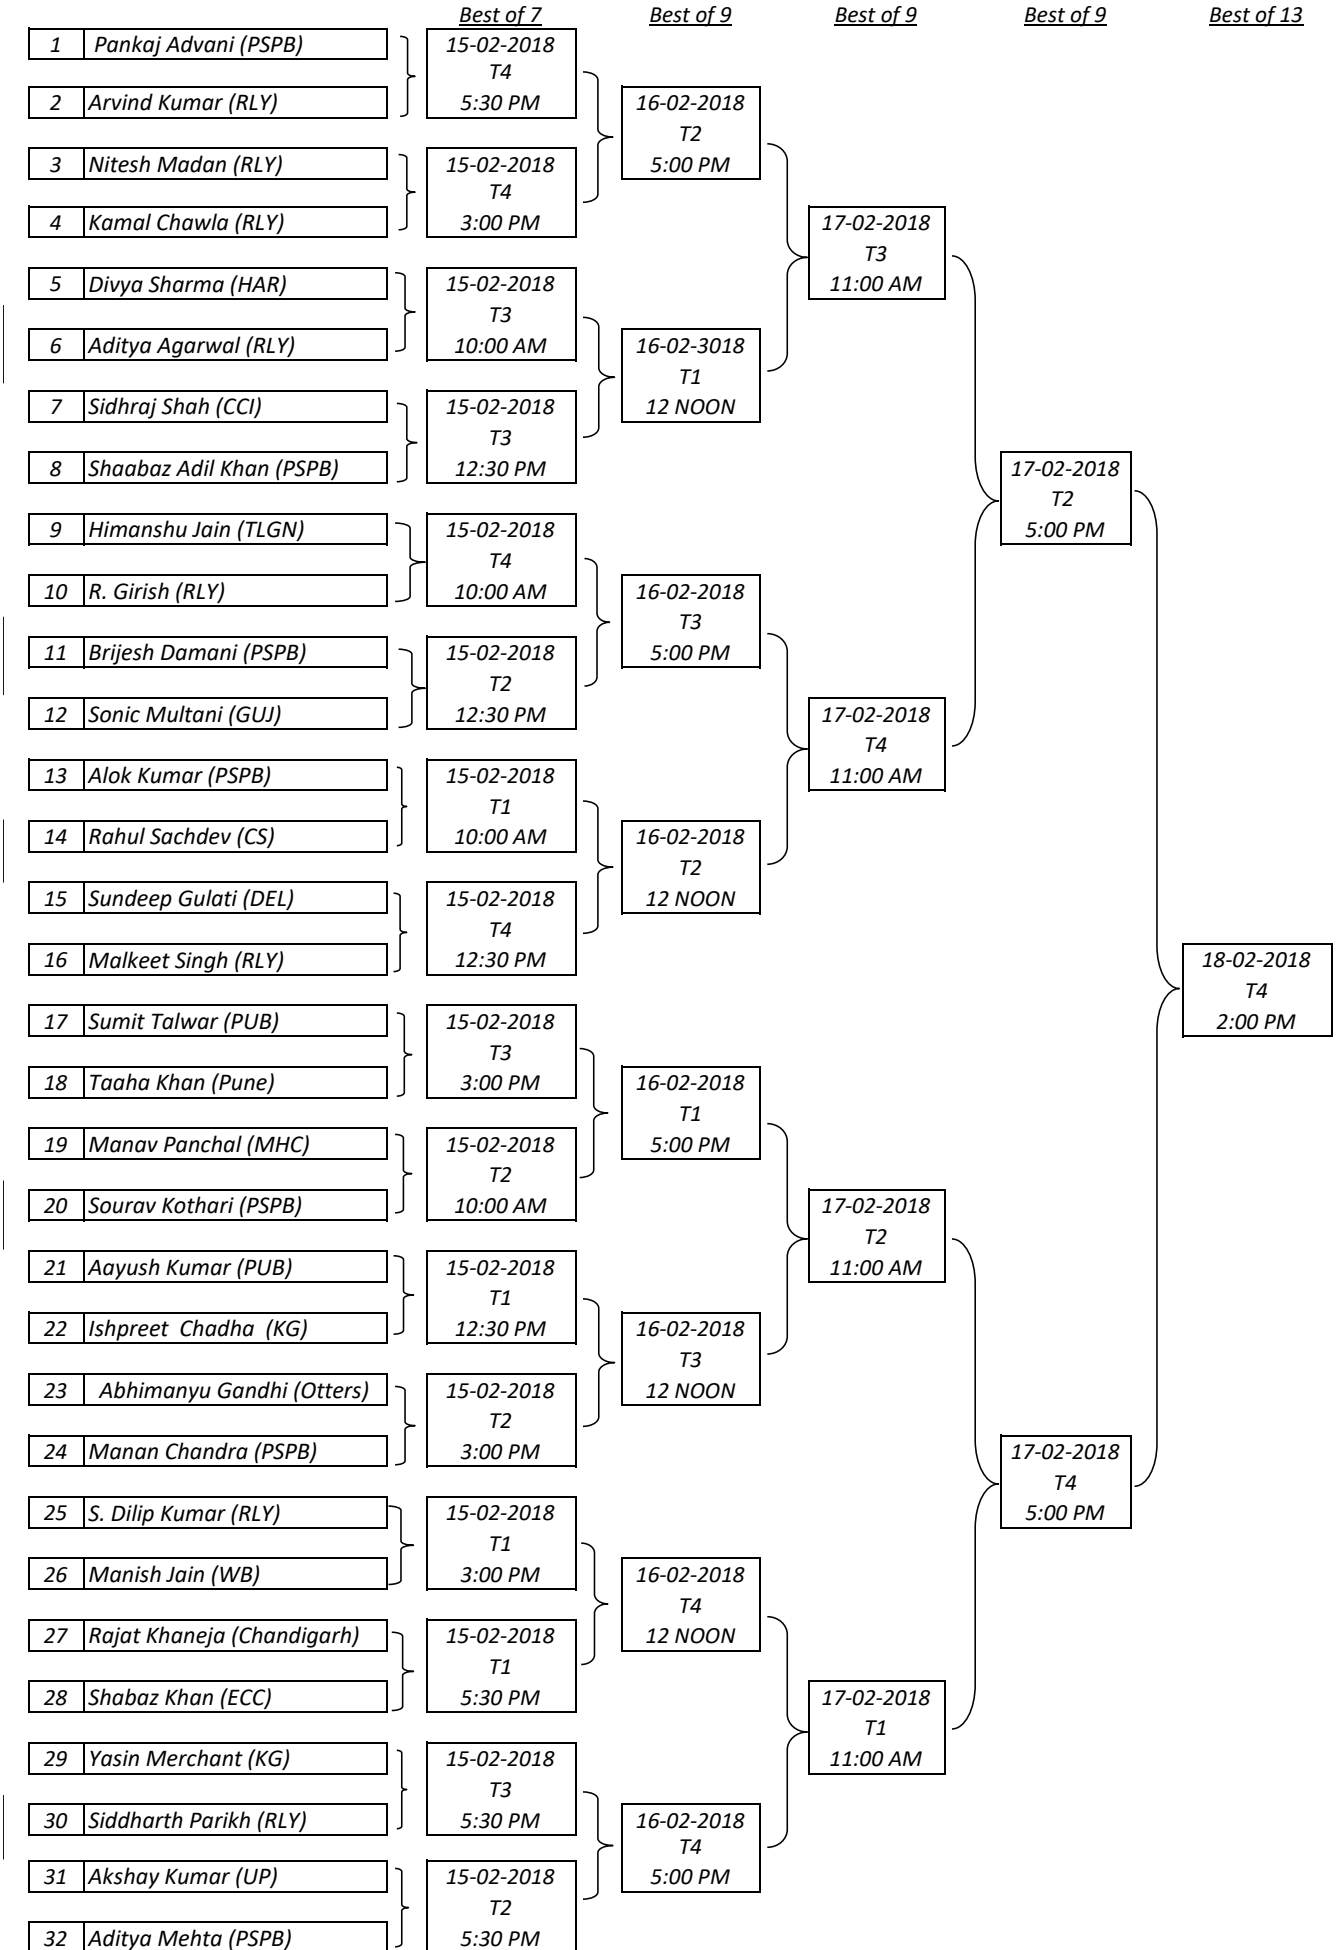 Best of 7 Best of 9 Best of 9 Best of 9 Best of 13
1 Pankaj Advani (PSPB) 15-02-2018
T4
2 Arvind Kumar (RLY) 5:30 PM 16-02-2018
T2
3 Nitesh Madan (RLY) 15-02-2018 5:00 PM
T4
4 Kamal Chawla (RLY) 3:00 PM 17-02-2018
T3
5 Divya Sharma (HAR) 15-02-2018 11:00 AM
T3
6 Aditya Agarwal (RLY) 10:00 AM 16-02-3018
T1
7 Sidhraj Shah (CCI) 15-02-2018 12 NOON
T3
8 Shaabaz Adil Khan (PSPB) 12:30 PM 17-02-2018
T2
9 Himanshu Jain (TLGN) 15-02-2018 5:00 PM
T4
10 R. Girish (RLY) 10:00 AM 16-02-2018
T3
11 Brijesh Damani (PSPB) 15-02-2018 5:00 PM
T2
12 Sonic Multani (GUJ) 12:30 PM 17-02-2018
T4
13 Alok Kumar (PSPB) 15-02-2018 11:00 AM
T1
14 Rahul Sachdev (CS) 10:00 AM 16-02-2018
T2
15 Sundeep Gulati (DEL) 15-02-2018 12 NOON
T4
16 Malkeet Singh (RLY) 12:30 PM 18-02-2018
T4
17 Sumit Talwar (PUB) 15-02-2018 2:00 PM
T3
18 Taaha Khan (Pune) 3:00 PM 16-02-2018
T1
19 Manav Panchal (MHC) 15-02-2018 5:00 PM
T2
20 Sourav Kothari (PSPB) 10:00 AM 17-02-2018
T2
21 Aayush Kumar (PUB) 15-02-2018 11:00 AM
T1
22 Ishpreet Chadha (KG) 12:30 PM 16-02-2018
T3
23 Abhimanyu Gandhi (Otters) 15-02-2018 12 NOON
T2
24 Manan Chandra (PSPB) 3:00 PM 17-02-2018
T4
25 S. Dilip Kumar (RLY) 15-02-2018 5:00 PM
T1
26 Manish Jain (WB) 3:00 PM 16-02-2018
T4
27 Rajat Khaneja (Chandigarh) 15-02-2018 12 NOON
T1
28 Shabaz Khan (ECC) 5:30 PM 17-02-2018
T1
29 Yasin Merchant (KG) 15-02-2018 11:00 AM
T3
30 Siddharth Parikh (RLY) 5:30 PM 16-02-2018
T4
31 Akshay Kumar (UP) 15-02-2018 5:00 PM
T2
32 Aditya Mehta (PSPB) 5:30 PM